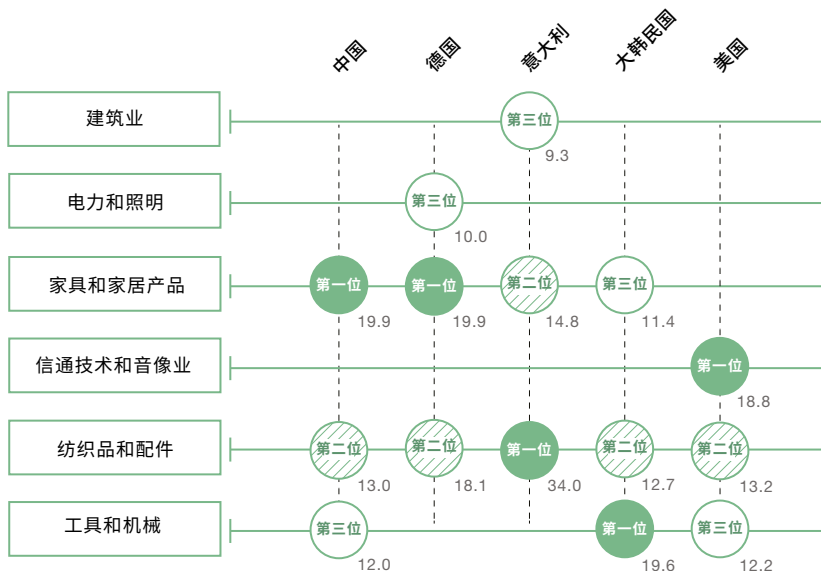 中国
德国
意大利
大韩民国
美国
建筑业
第三位
9.3
电力和照明
第三位
10.0
家具和家居产品
第一位
第一位
第二位
第三位
19.9
19.9
14.8
11.4
信通技术和音像业
第一位
18.8
纺织品和配件
第二位
第二位
第一位
第二位
第二位
13.0
18.1
34.0
12.7
13.2
工具和机械
第三位
第一位
第三位
12.0
19.6
12.2